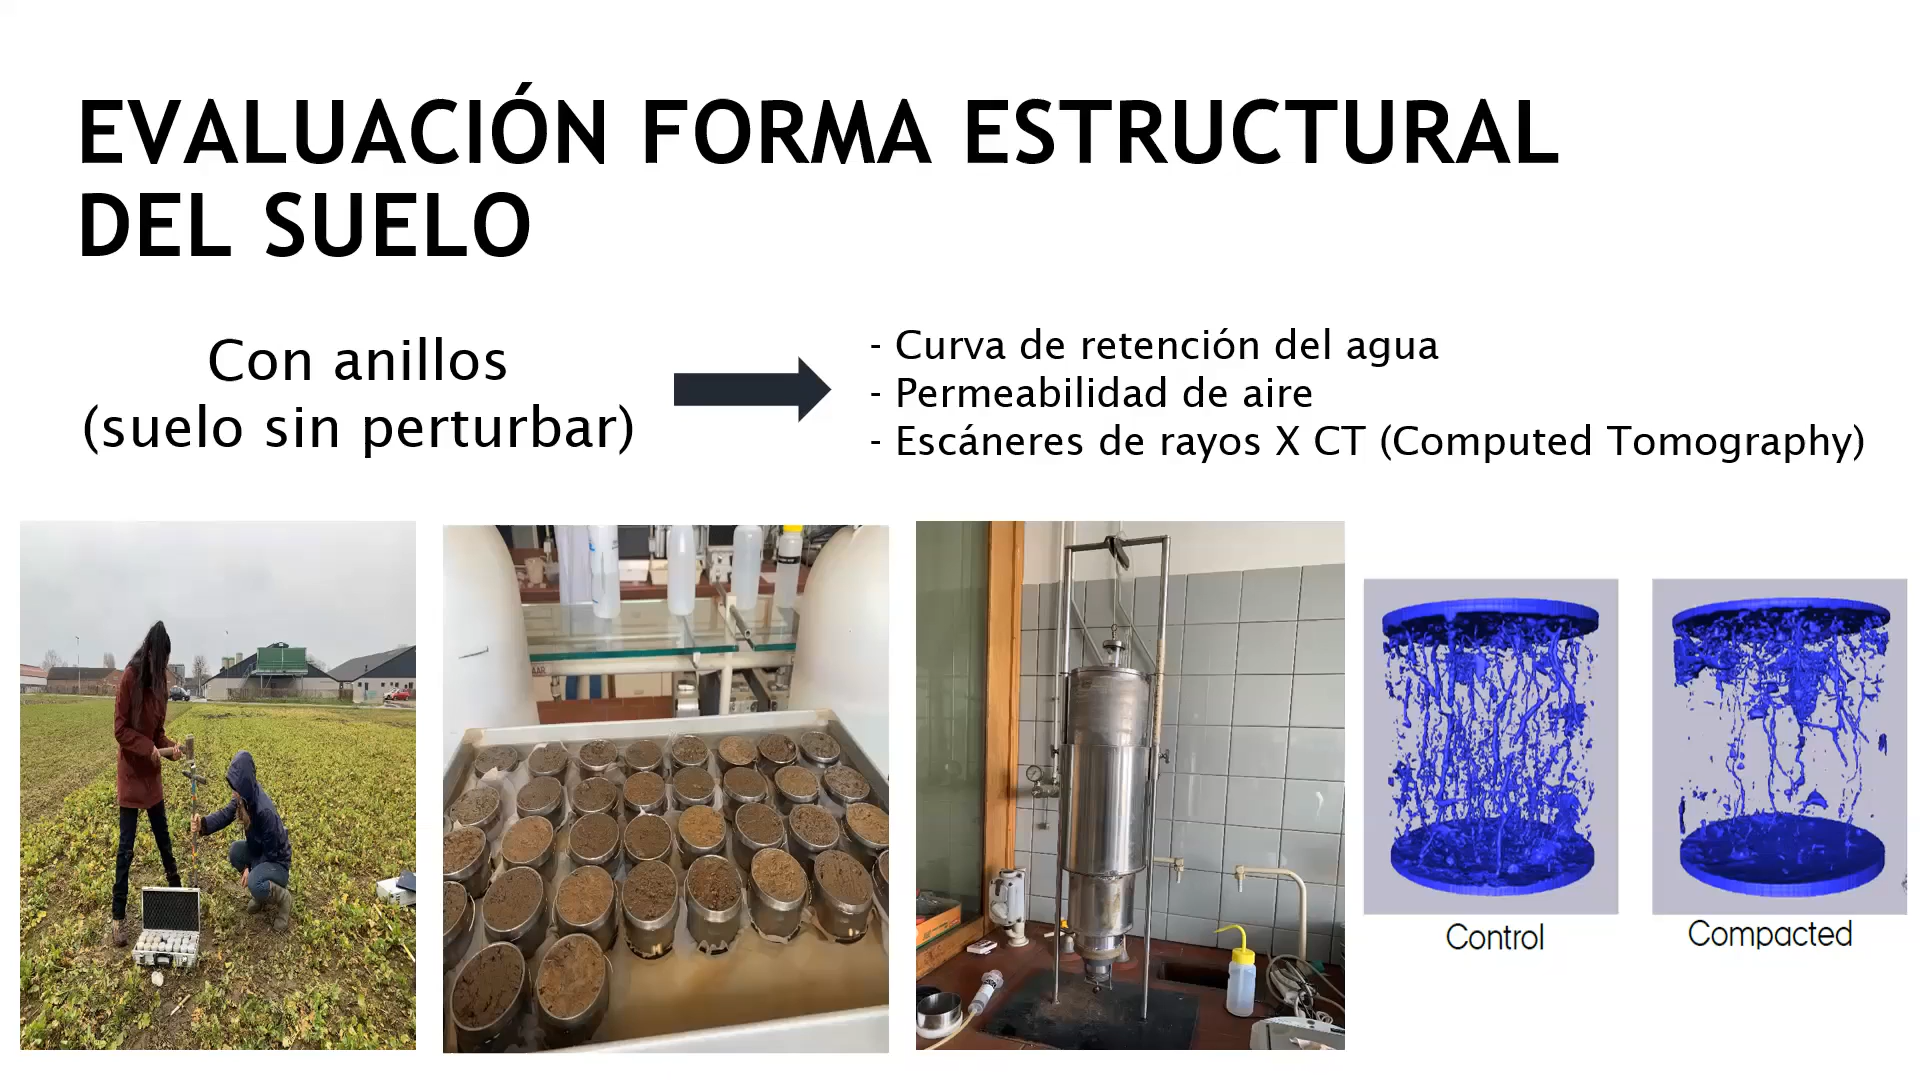 EVALUACIÓN FORMA ESTRUCTURAL
DEL SUELO
Con anillos
(suelo sin perturbar)
- Curva de retención del agua
- Permeabilidad de aire
- Escáneres de rayos X CT (Computed Tomography)
Control
Compacted